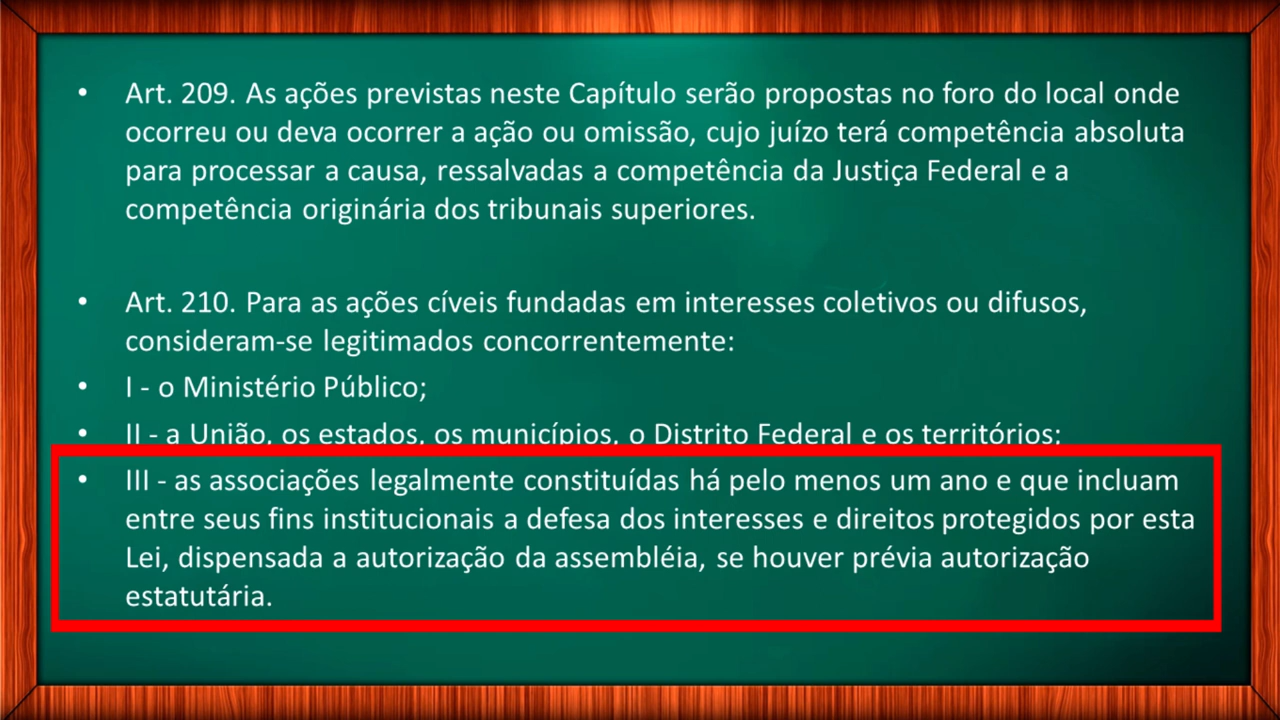 • Art. 209. As ações previstas neste Capítulo serão propostas no foro do local onde
ocorreu ou deva ocorrer a ação ou omissão, cujo juízo terá competência absoluta
para processar a causa, ressalvadas a competência da Justiça Federal e a
competência originária dos tribunais superiores.
• Art. 210. Para as ações cíveis fundadas em interesses coletivos ou difusos,
consideram-se legitimados concorrentemente:
• I - o Ministério Público;
• II - a União, os estados, os municípios, o Distrito Federal e os territórios;
• III - as associações legalmente constituídas há pelo menos um ano e que incluam
entre seus fins institucionais a defesa dos interesses e direitos protegidos por esta
Lei, dispensada a autorização da assembléia, se houver prévia autorização
estatutária.